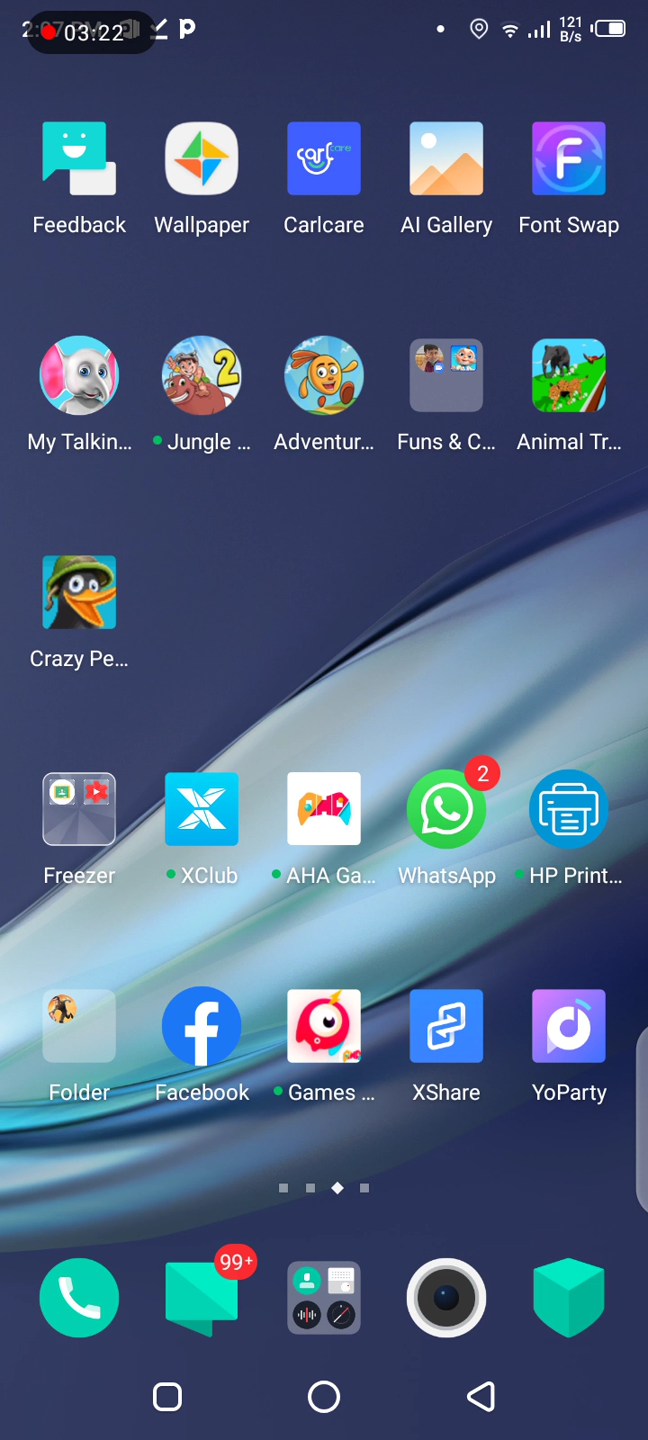 03:22
121
B/s
Feedback Wallpaper Carlcare AI Gallery Font Swap
My Talkin... Jungle ... Adventur... Funs & C... Animal Tr...
Crazy Pe...
2
Freezer XClub AHA Ga... WhatsApp HP Print...
Folder Facebook Games ... XShare YoParty
99+